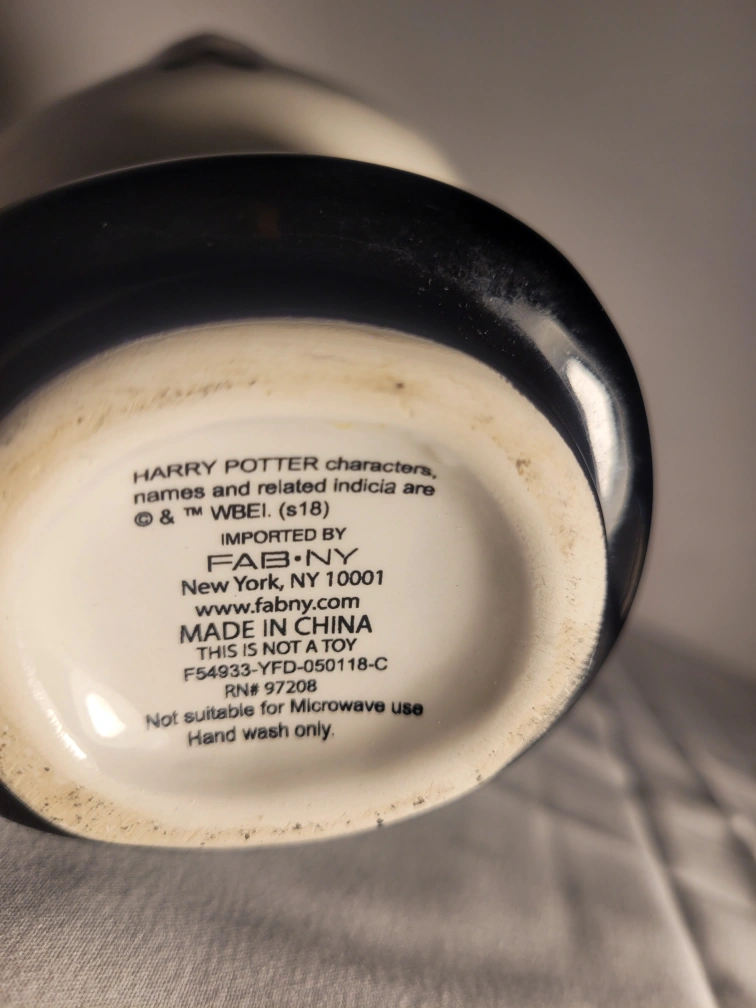 HARRY POTTER characters,
names and related indicia are
© & ™ WBEI. (s18)
IMPORTED BY
FAB•NY
New York, NY 10001
www.fabny.com
MADE IN CHINA
THIS IS NOT A TOY
F54933-YFD-050118-C
RN# 97208
Not suitable for Microwave use
Hand wash only.